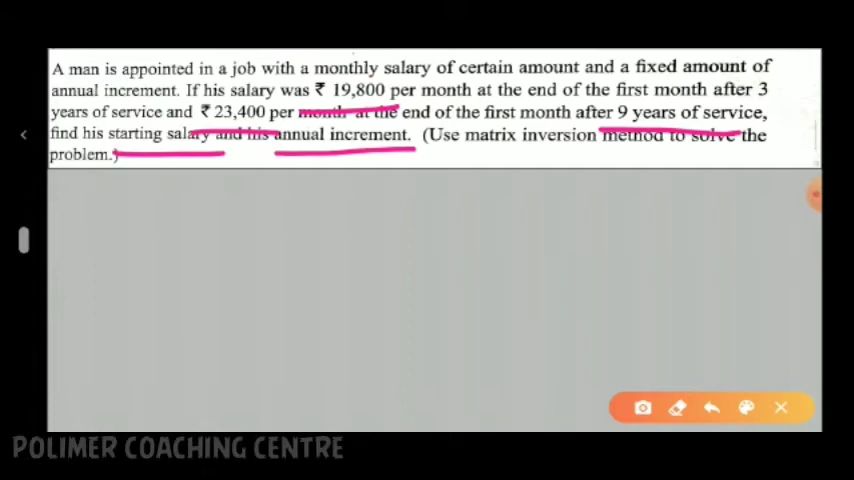 A man is appointed in a job with a monthly salary of certain amount and a fixed amount of
annual increment. If his salary was ₹ 19,800 per month at the end of the first month after 3
years of service and ₹ 23,400 per month at the end of the first month after 9 years of service,
find his starting salary and his annual increment. (Use matrix inversion method to solve the
problem.)
POLIMER COACHING CENTRE